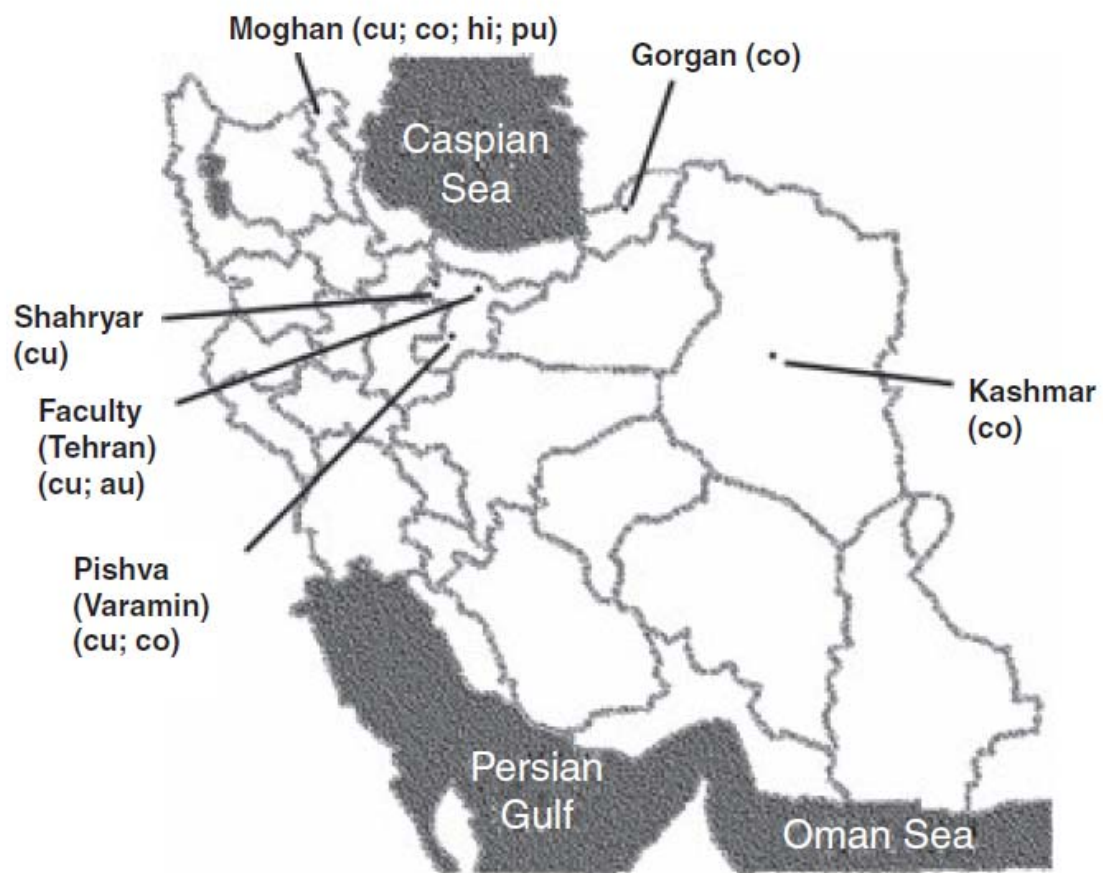 Moghan (cu; co; hi; pu)
Gorgan (co)
Caspian
Sea
Shahryar
(cu)
Faculty
(Tehran)
(cu; au)
Kashmar
(co)
Pishva
(Varamin)
(cu; co)
Persian
Gulf
Oman Sea